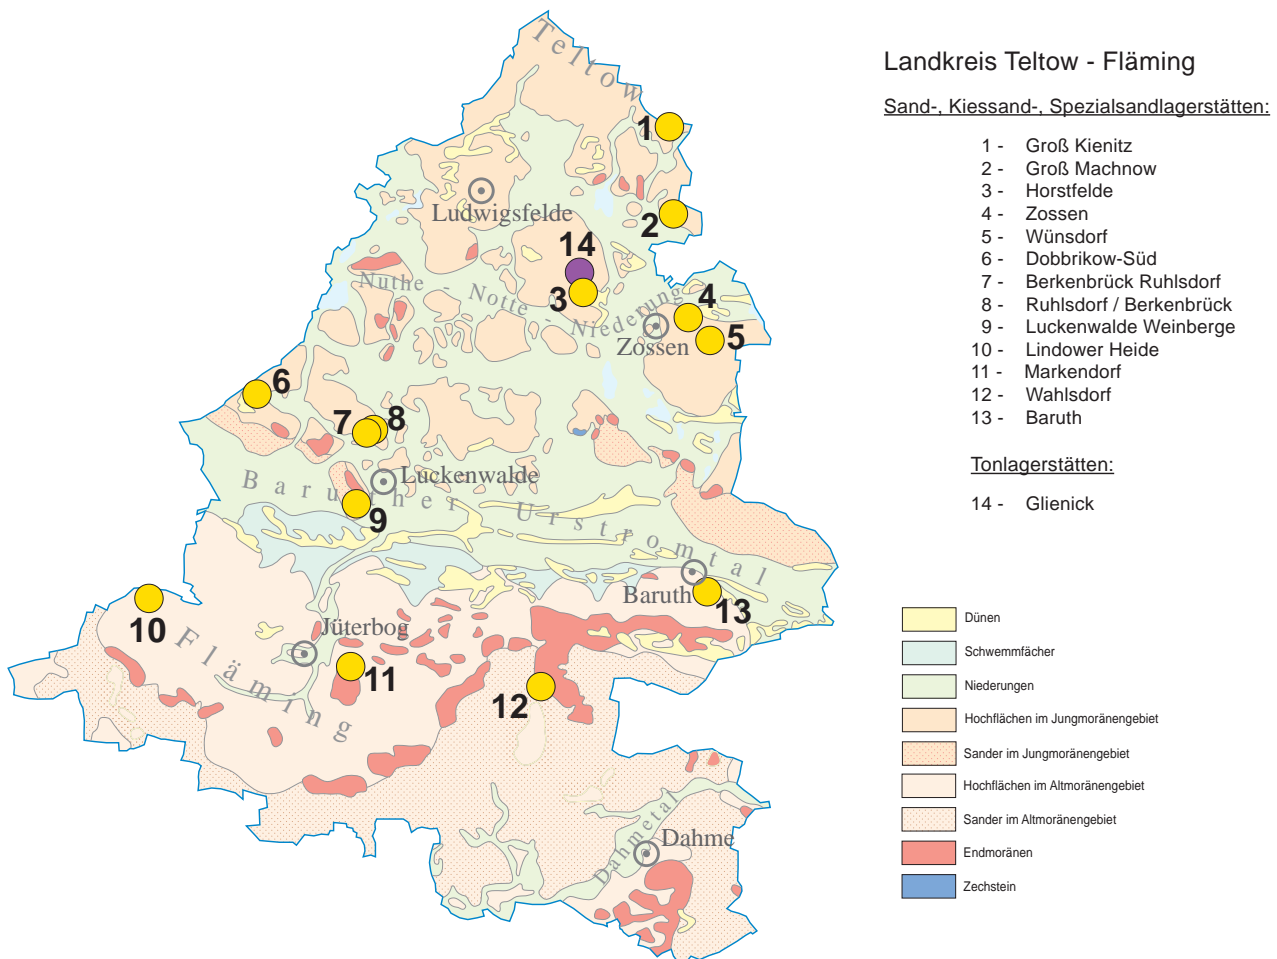 Landkreis Teltow - Fläming
Sand-, Kiessand-, Spezialsandlagerstätten:
1 - Groß Kienitz
2 - Groß Machnow
3 - Horstfelde
4 - Zossen
5 - Wünsdorf
6 - Dobbrikow-Süd
7 - Berkenbrück Ruhlsdorf
8 - Ruhlsdorf / Berkenbrück
9 - Luckenwalde Weinberge
10 - Lindower Heide
11 - Markendorf
12 - Wahlsdorf
13 - Baruth
Tonlagerstätten:
14 - Glienick
Dünen
Schwemmfächer
Niederungen
Hochflächen im Jungmoränengebiet
Sander im Jungmoränengebiet
Hochflächen im Altmoränengebiet
Sander im Altmoränengebiet
Endmoränen
Zechstein
Teltow
1
Ludwigsfelde
2
14
Nuthe - Notte - Niederung
3
4
Zossen
5
6
7
8
Luckenwalde
Baruther Urstromtal
9
Baruth
13
10
Jüterbog
Fläming
11
12
Dahmetal
Dahme